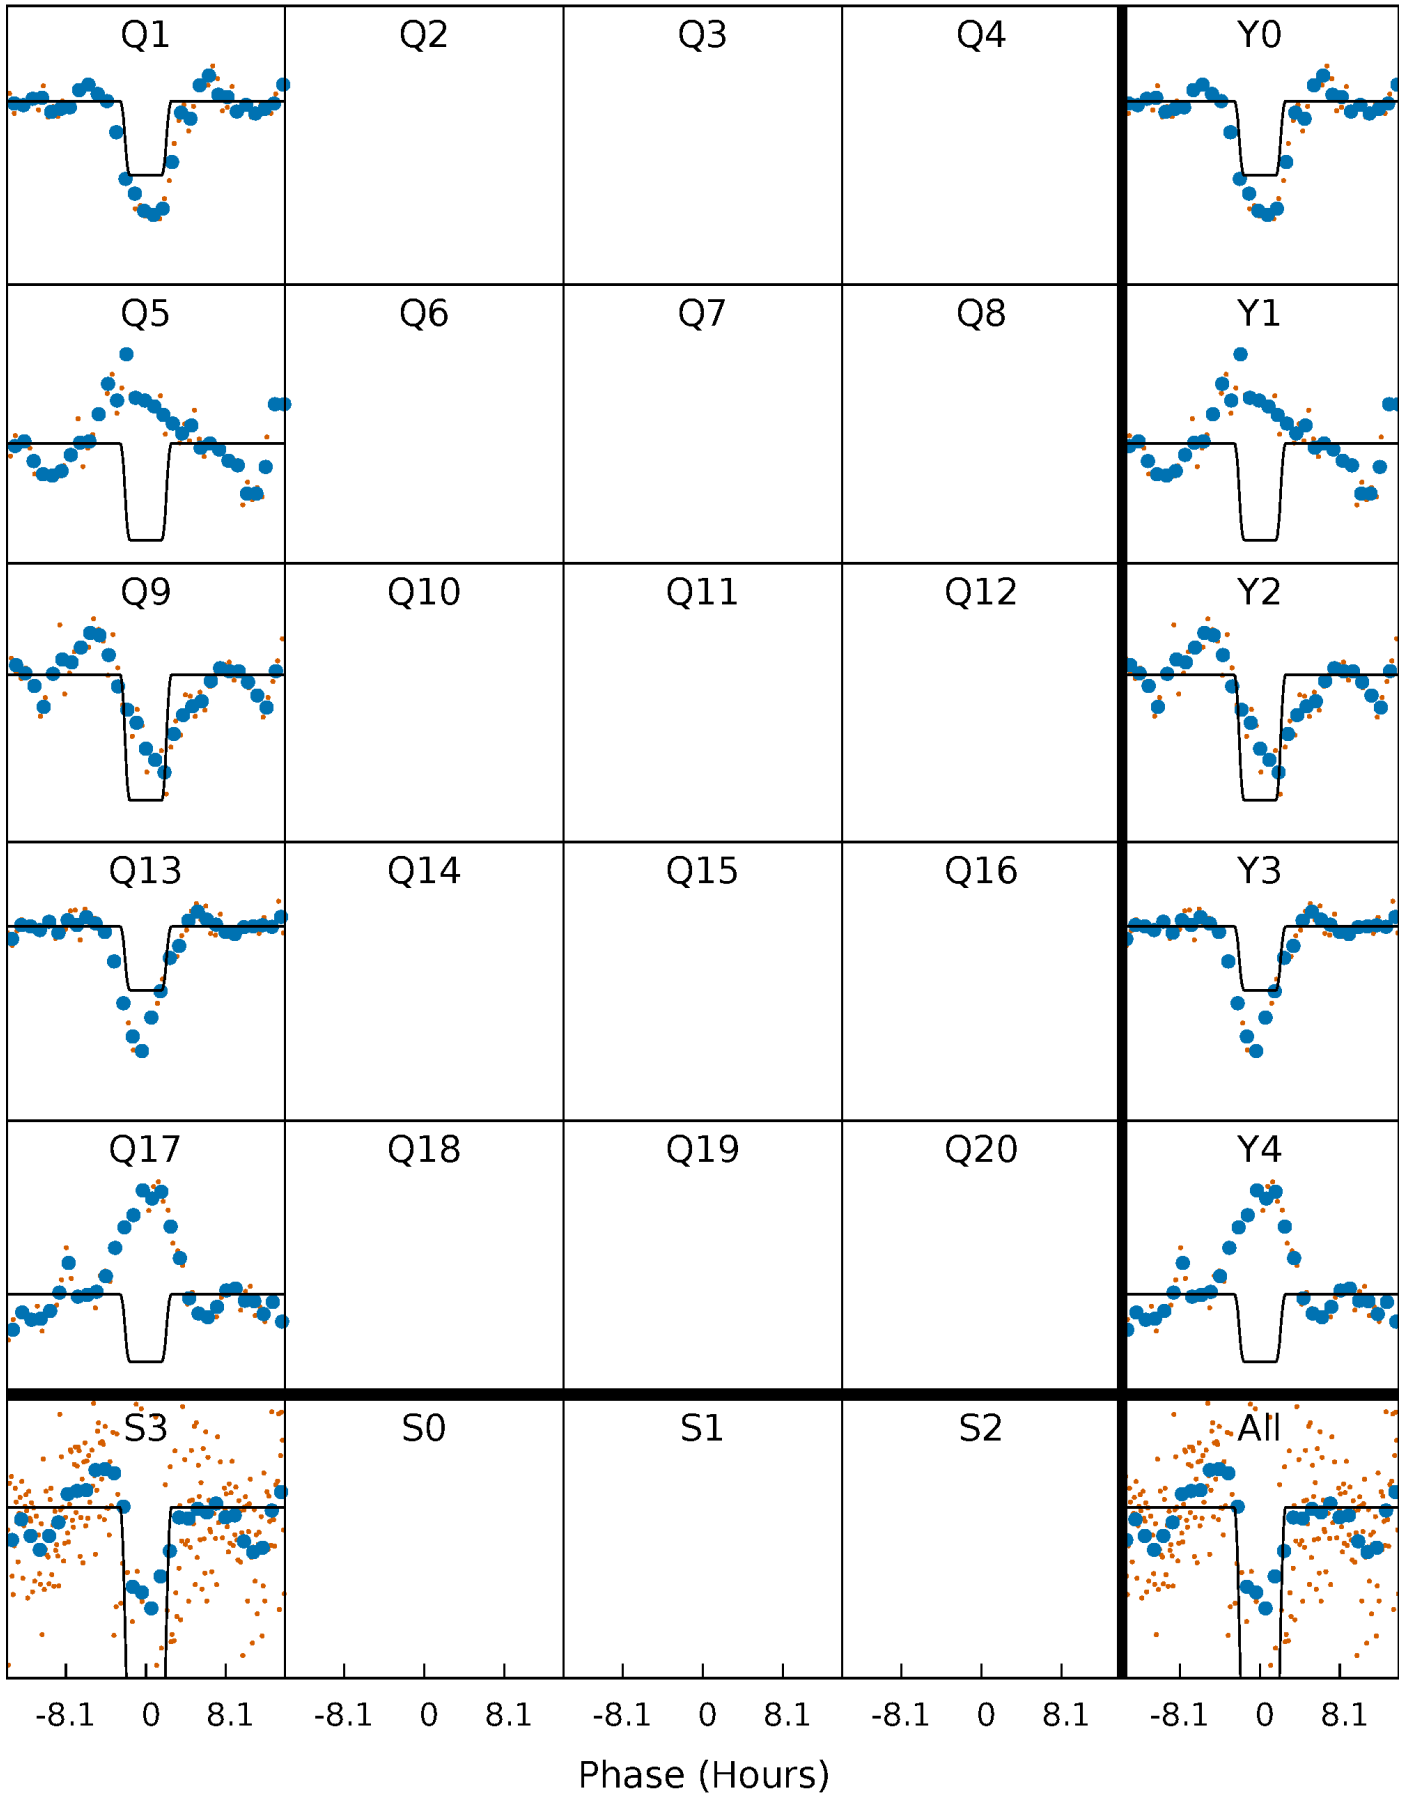 Q1 Q2 Q3 Q4 Y0
Q5 Q6 Q7 Q8 Y1
Q9 Q10 Q11 Q12 Y2
Q13 Q14 Q15 Q16 Y3
Q17 Q18 Q19 Q20 Y4
S3 S0 S1 S2 All
-8.1 0 8.1 -8.1 0 8.1 -8.1 0 8.1 -8.1 0 8.1 -8.1 0 8.1
Phase (Hours)